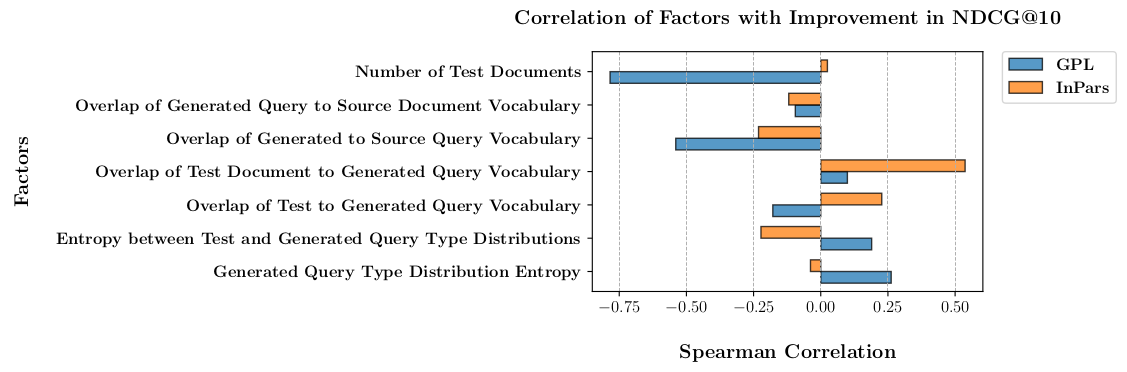 Correlation of Factors with Improvement in NDCG@10
GPL
InPars
Factors
Number of Test Documents
Overlap of Generated Query to Source Document Vocabulary
Overlap of Generated to Source Query Vocabulary
Overlap of Test Document to Generated Query Vocabulary
Overlap of Test to Generated Query Vocabulary
Entropy between Test and Generated Query Type Distributions
Generated Query Type Distribution Entropy
−0.75 −0.50 −0.25 0.00 0.25 0.50
Spearman Correlation